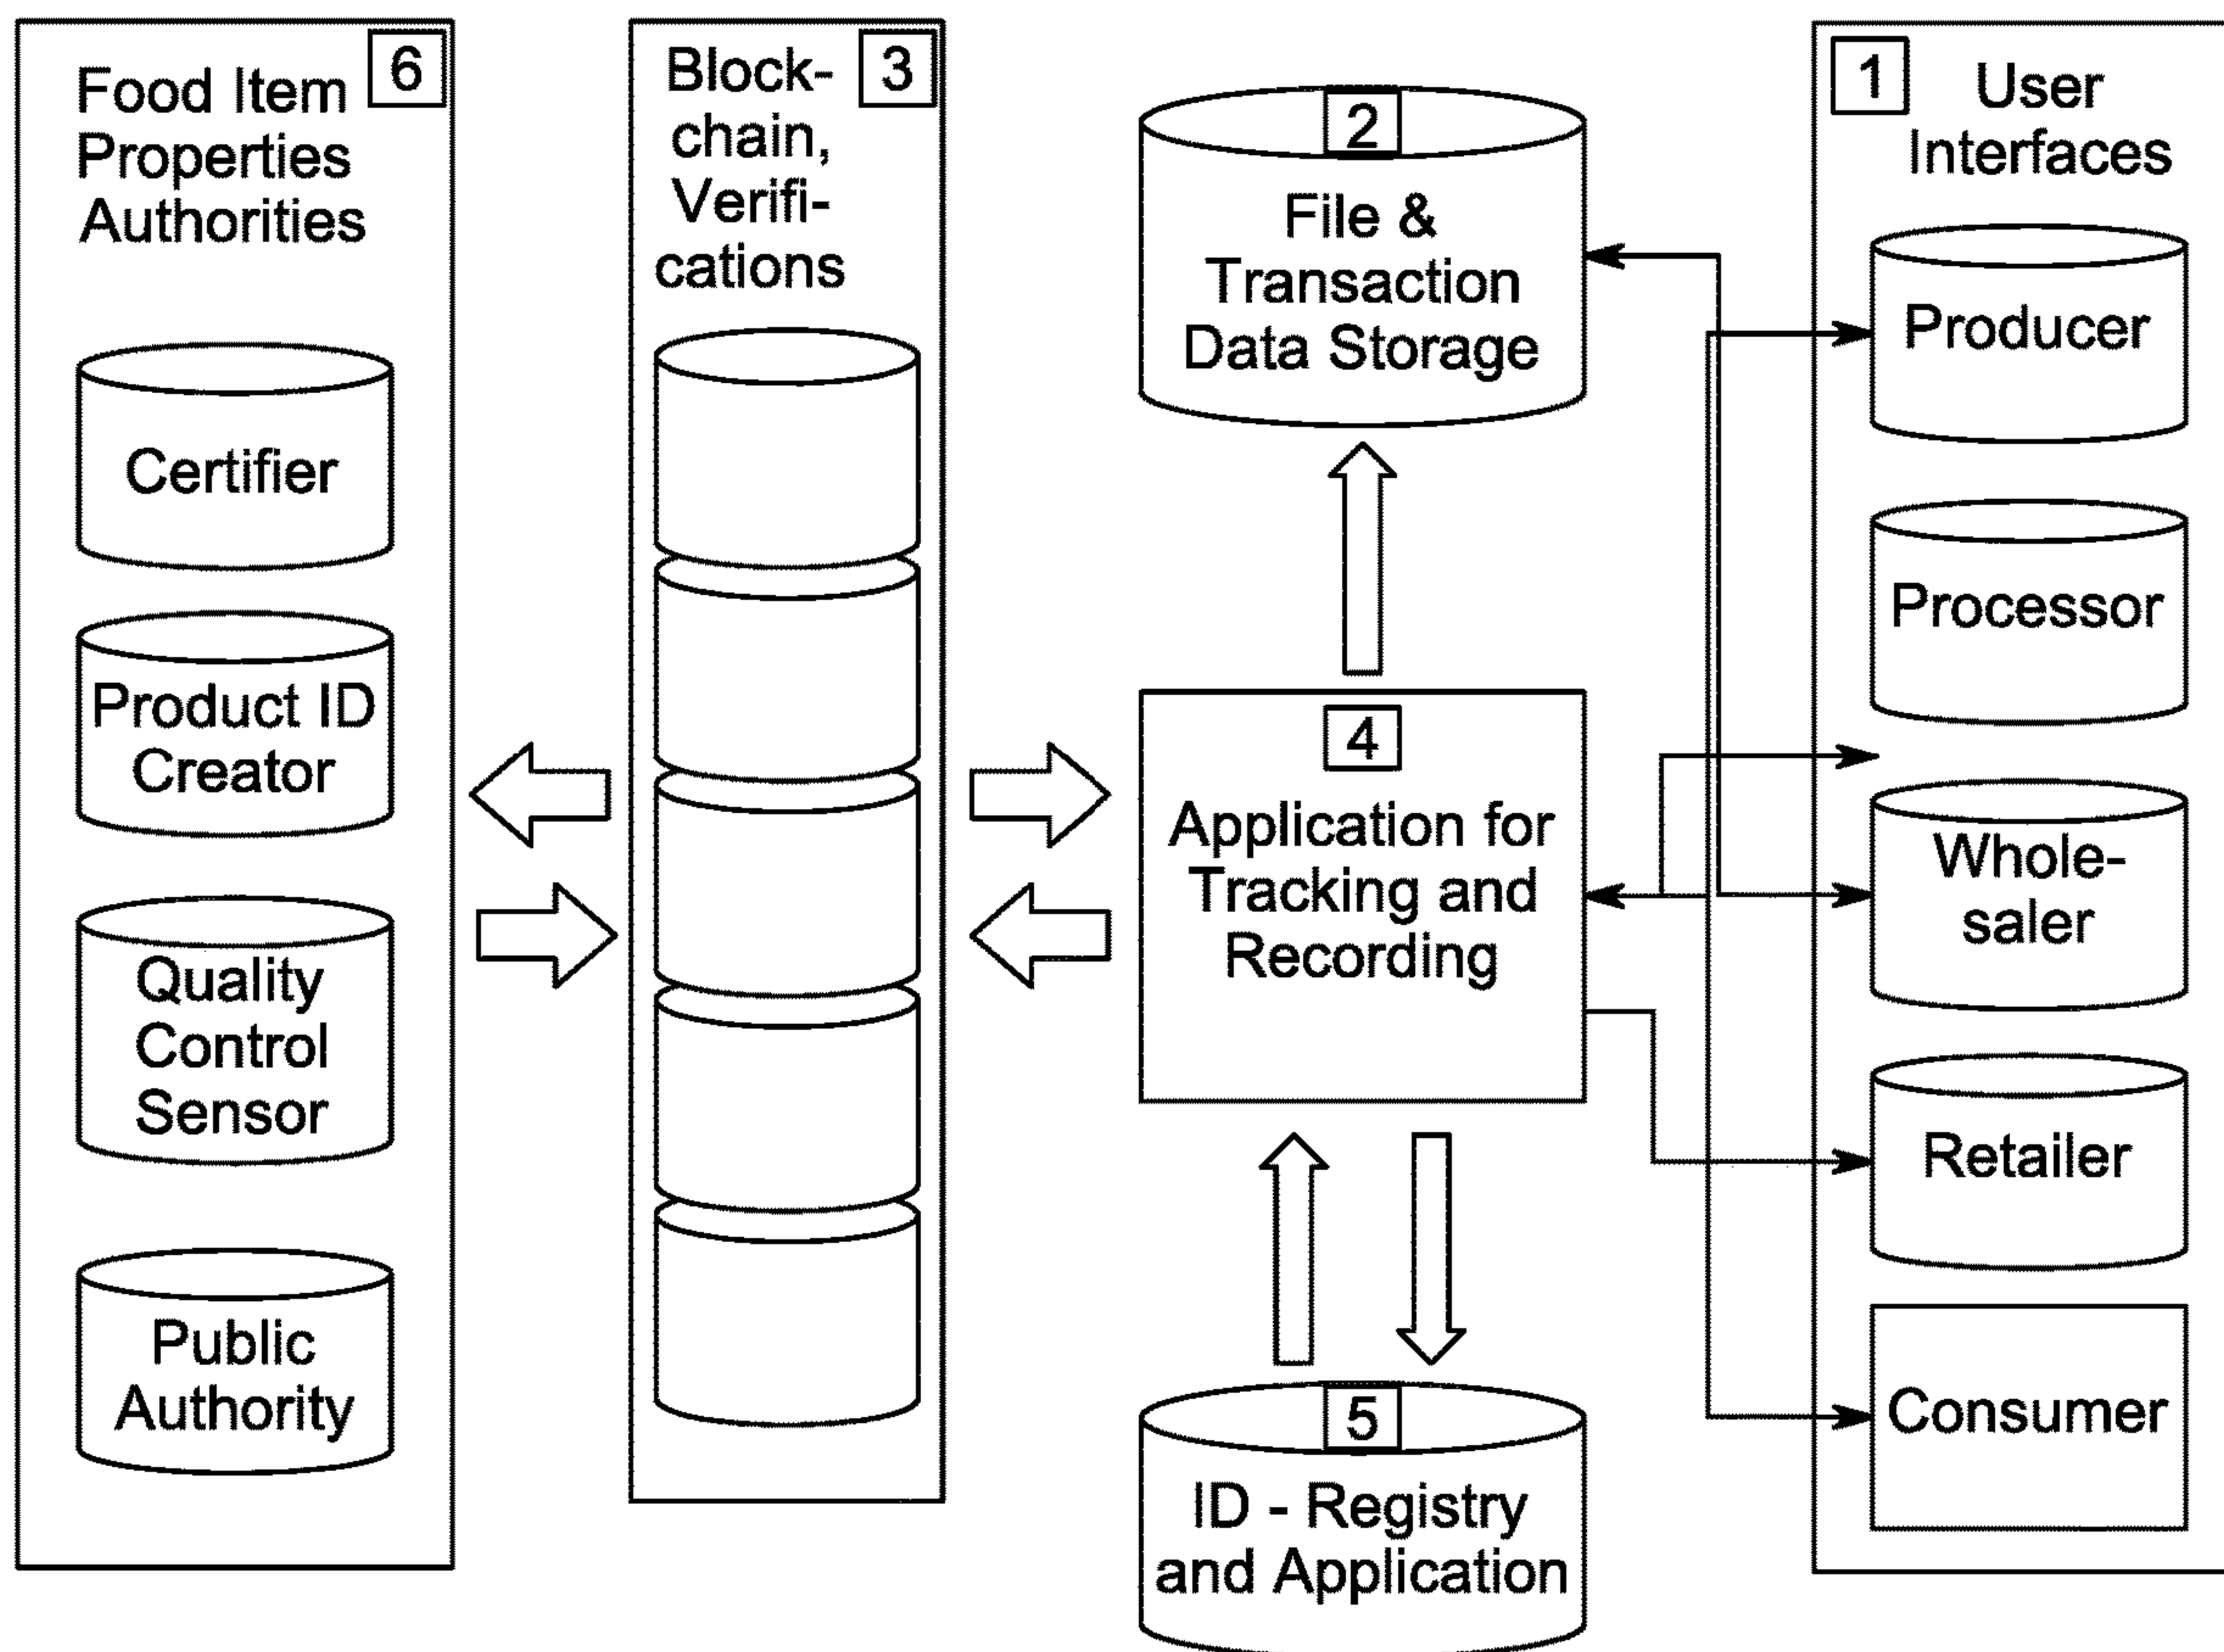 6
Food Item
Properties
Authorities
Certifier
Product ID
Creator
Quality
Control
Sensor
Public
Authority
3
Block-
chain,
Verifi-
cations
2
File &
Transaction
Data Storage
4
Application for
Tracking and
Recording
5
ID - Registry
and Application
1
User
Interfaces
Producer
Processor
Whole-
saler
Retailer
Consumer